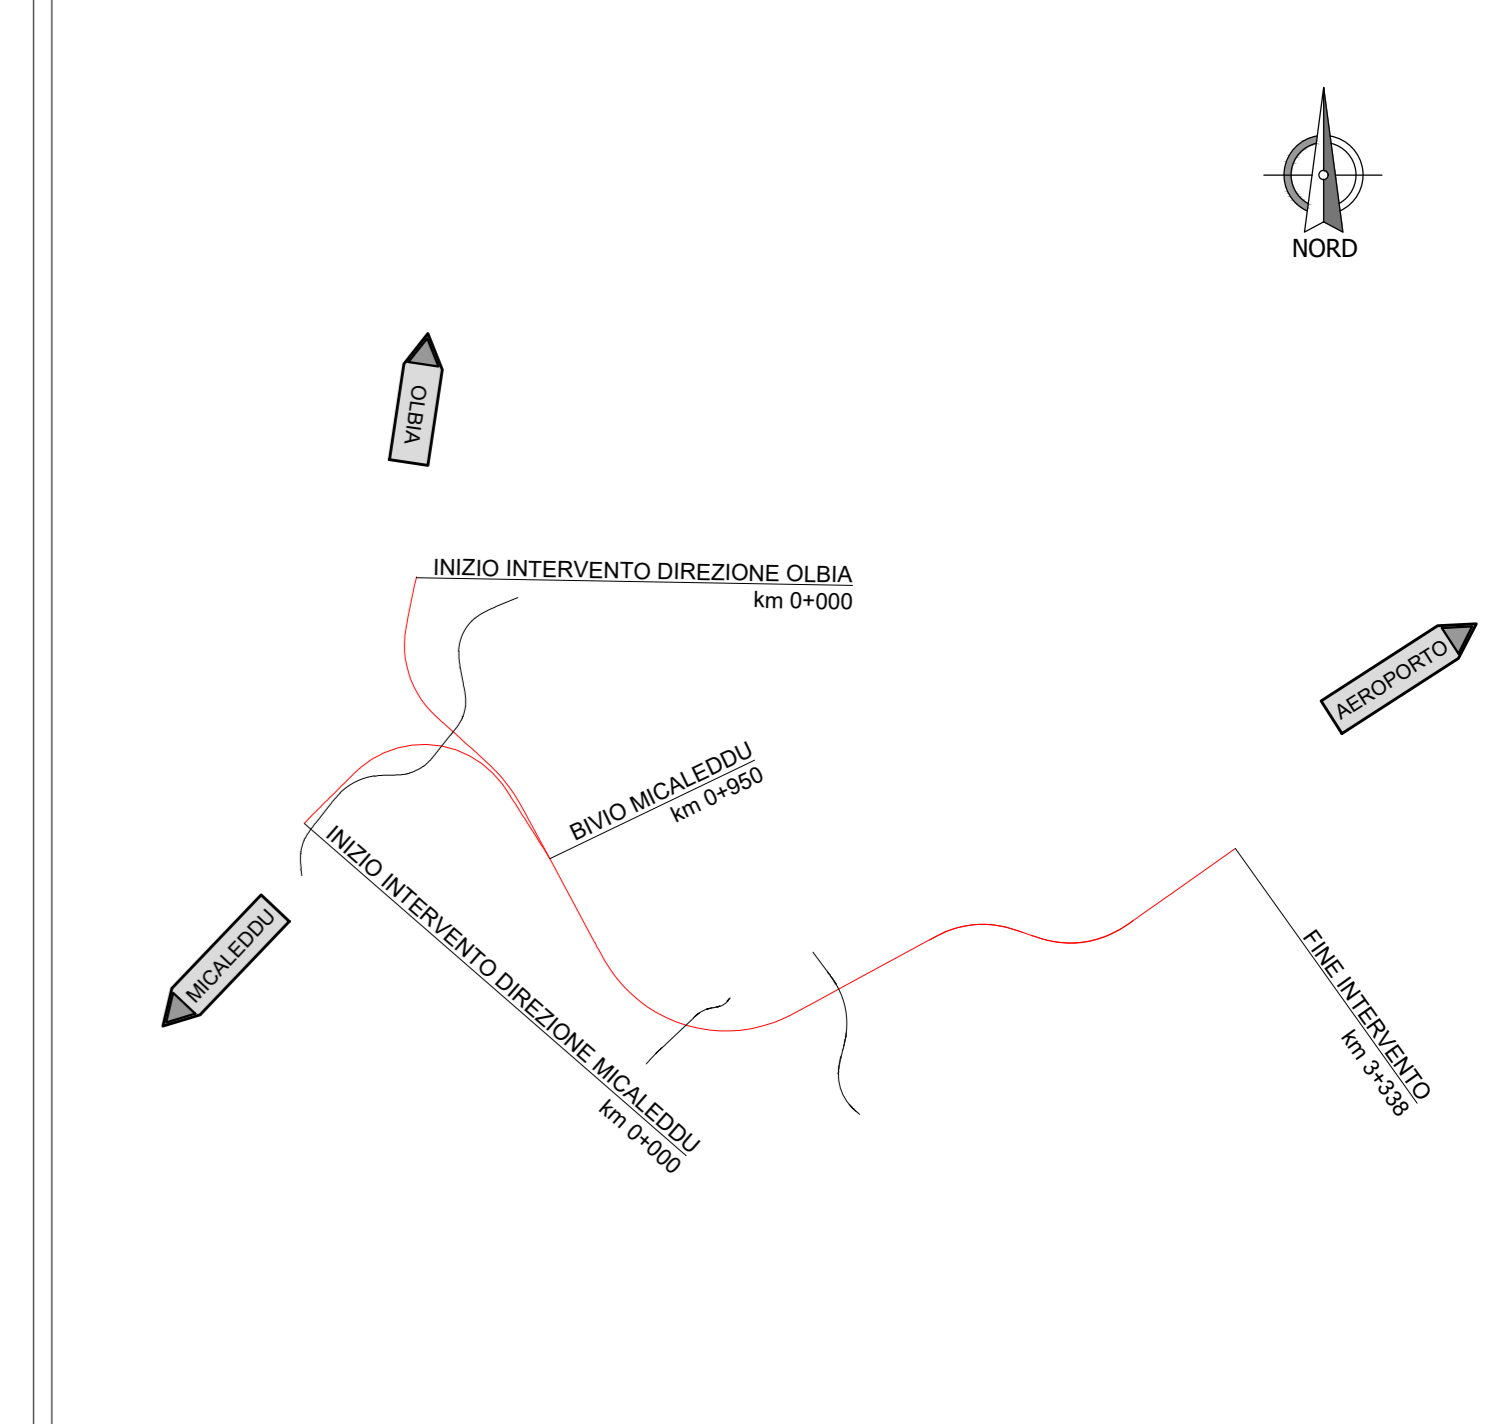 NORD
OLBIA
INIZIO INTERVENTO DIREZIONE OLBIA
km 0+000
AEROPORTO
BIVIO MICALEDDU
km 0+950
INIZIO INTERVENTO DIREZIONE MICALEDDU
km 0+000
MICALEDDU
FINE INTERVENTO
km 3+338